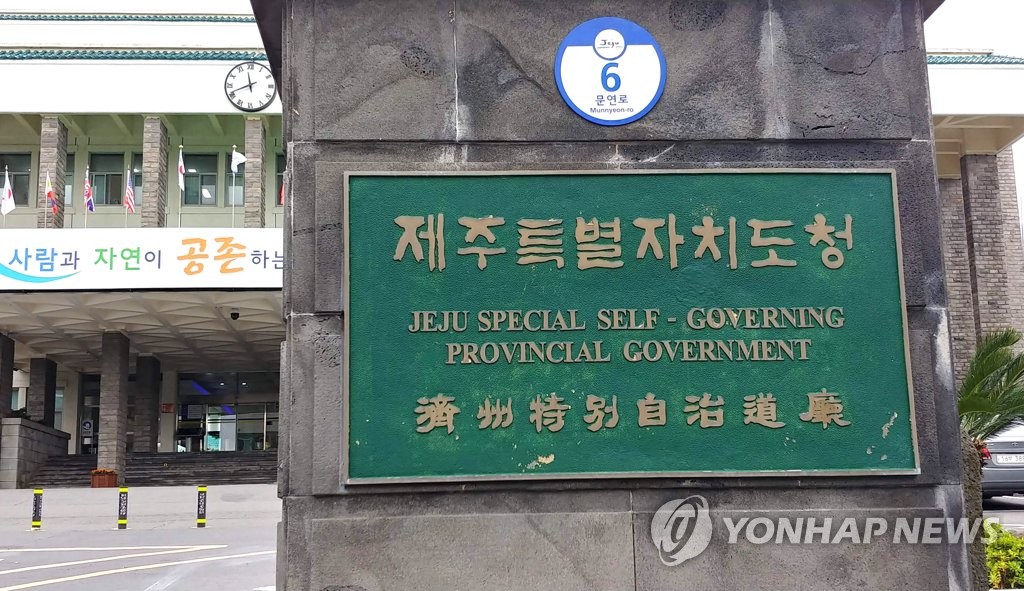 Jeju
6
문연로
Munnyeon-ro
사람과 자연이 공존하는
제주특별자치도청
JEJU SPECIAL SELF - GOVERNING
PROVINCIAL GOVERNMENT
濟州特别自治道廳
YONHAP NEWS